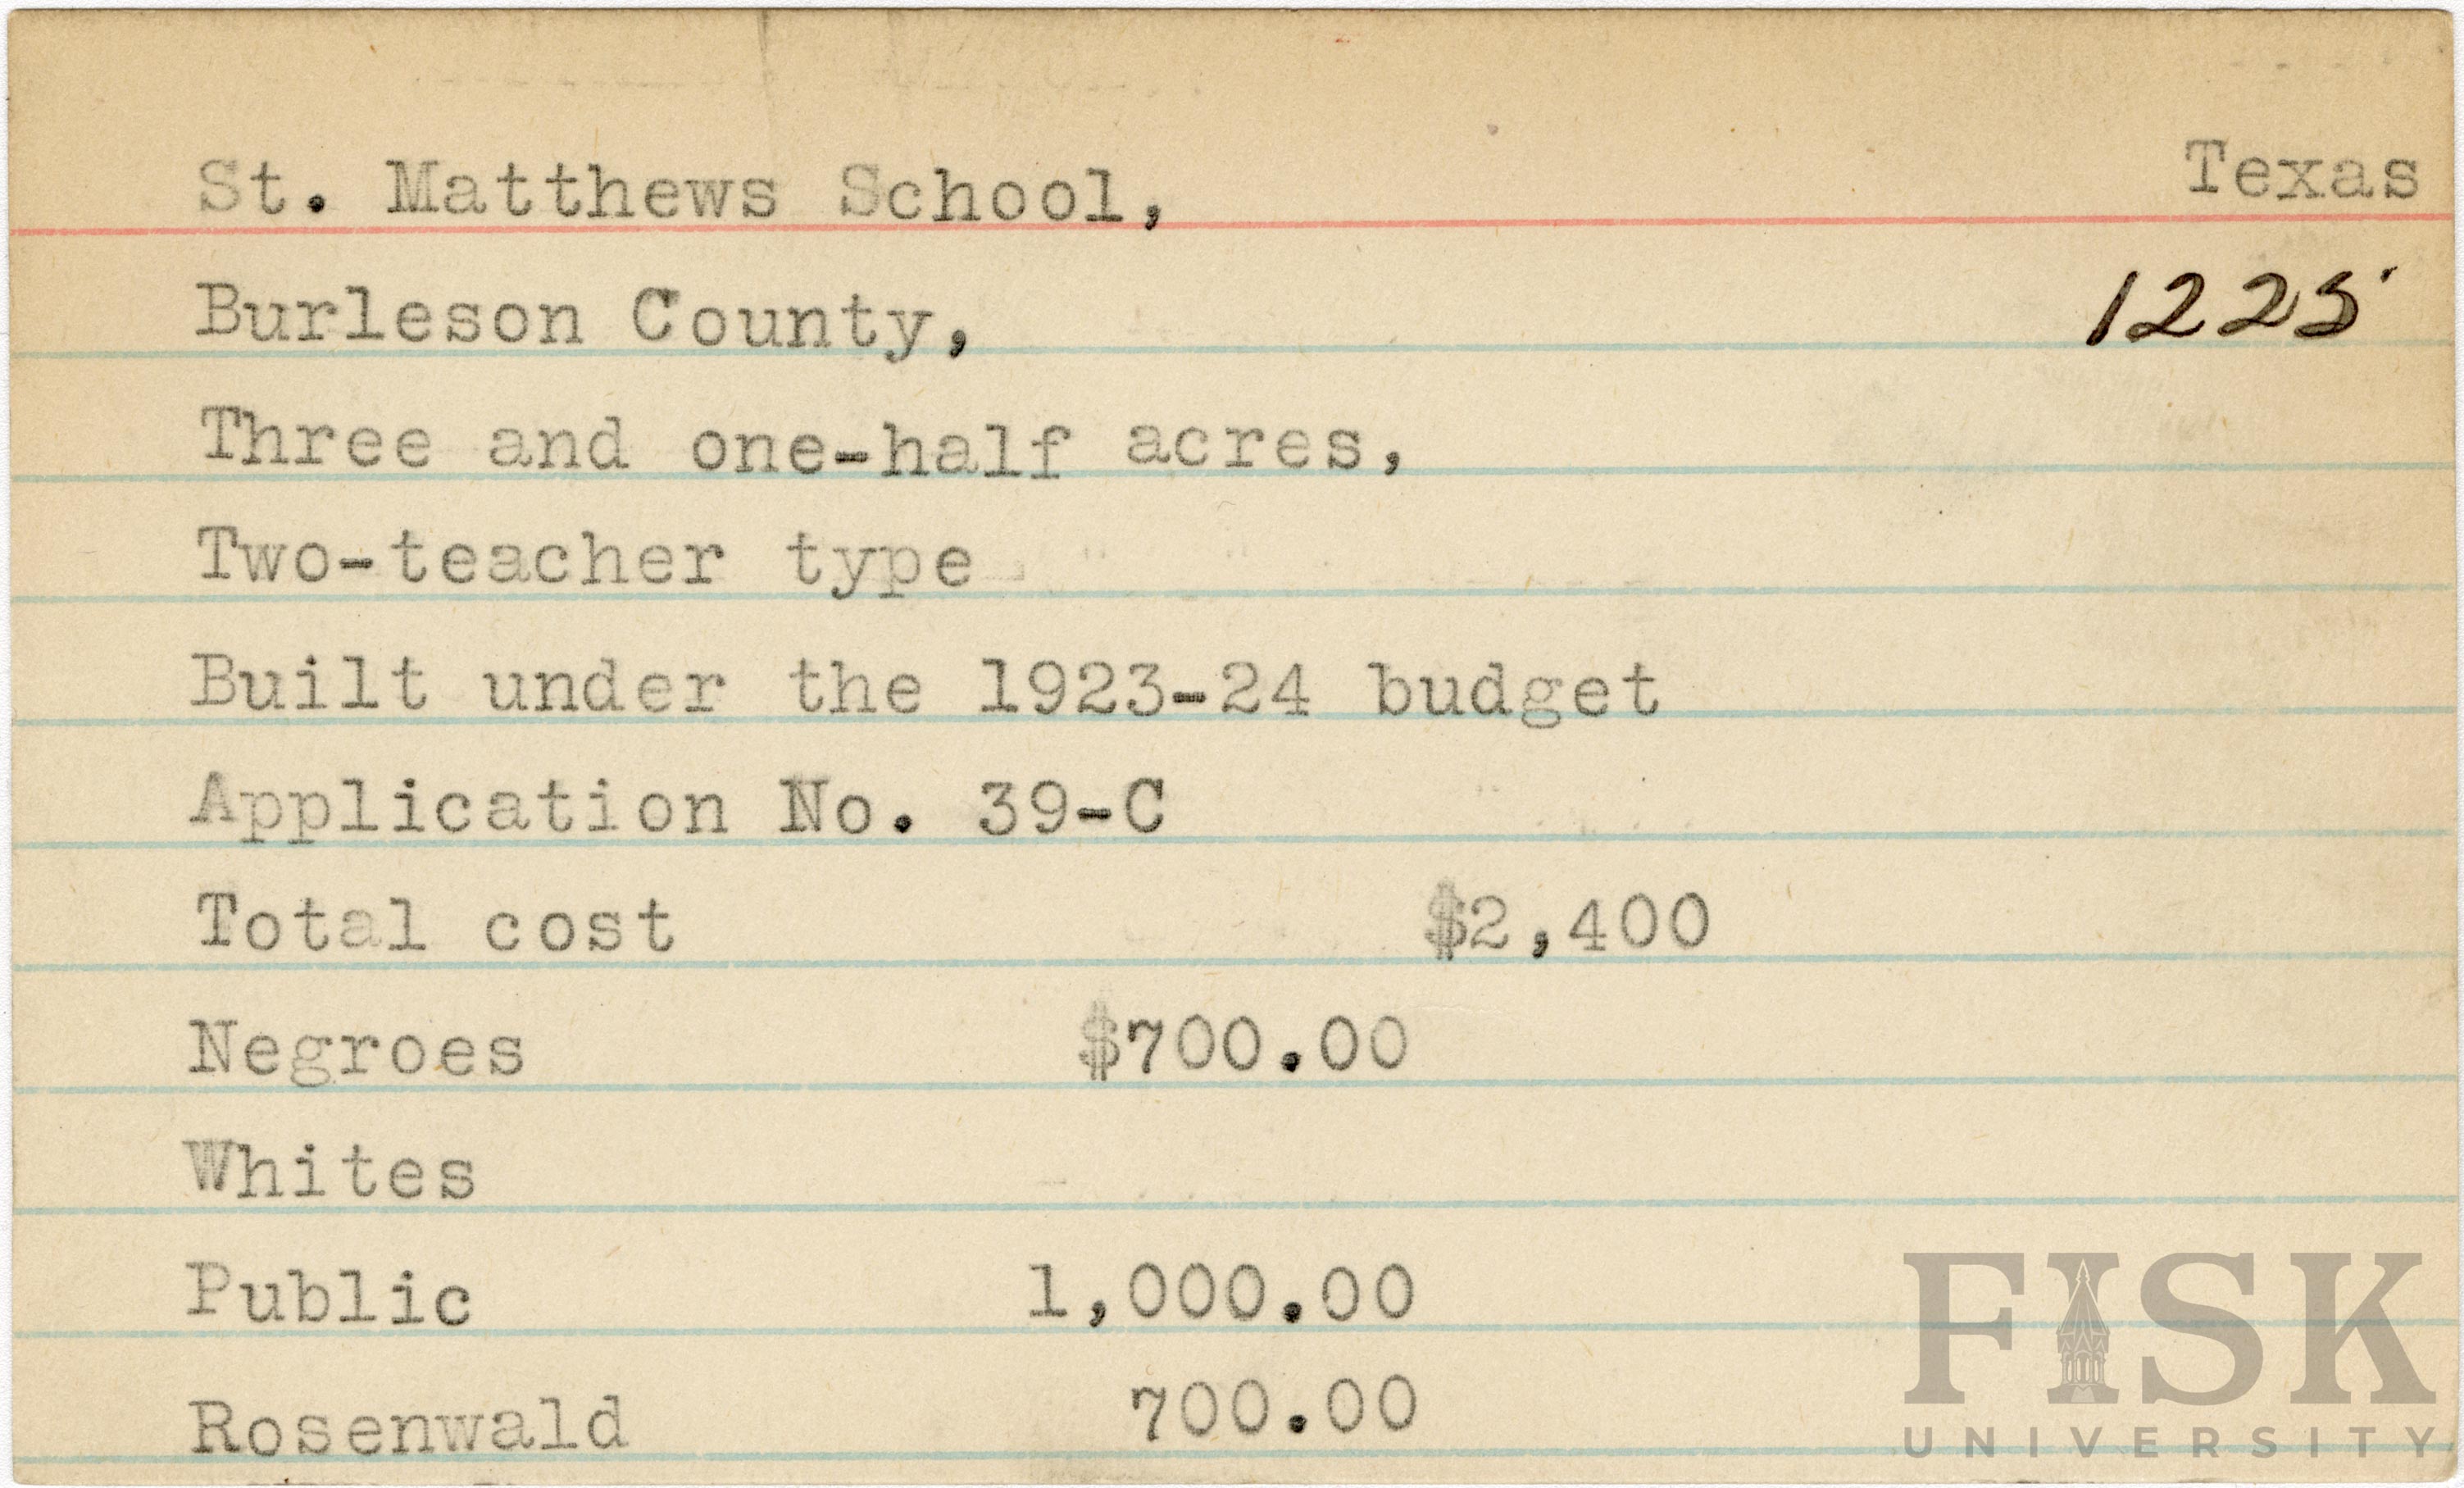 St. Matthews School, Texas
Burleson County, 1225
Three and one-half acres,
Two-teacher type
Built under the 1923-24 budget
Application No. 39-C
Total cost $2,400
Negroes $700.00
Whites
Public 1,000.00
Rosenwald 700.00
FISK
UNIVERSITY